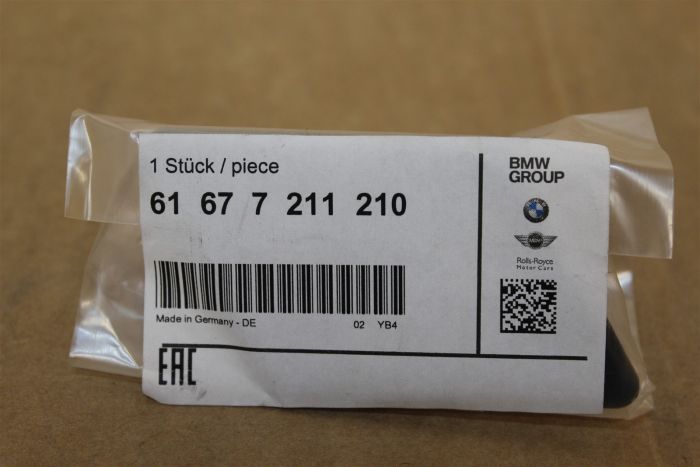 1 Stück / piece
61 67 7 211 210
Made in Germany - DE 02 YB4
EAC
BMW
GROUP
MINI
Rolls-Royce
Motor Cars